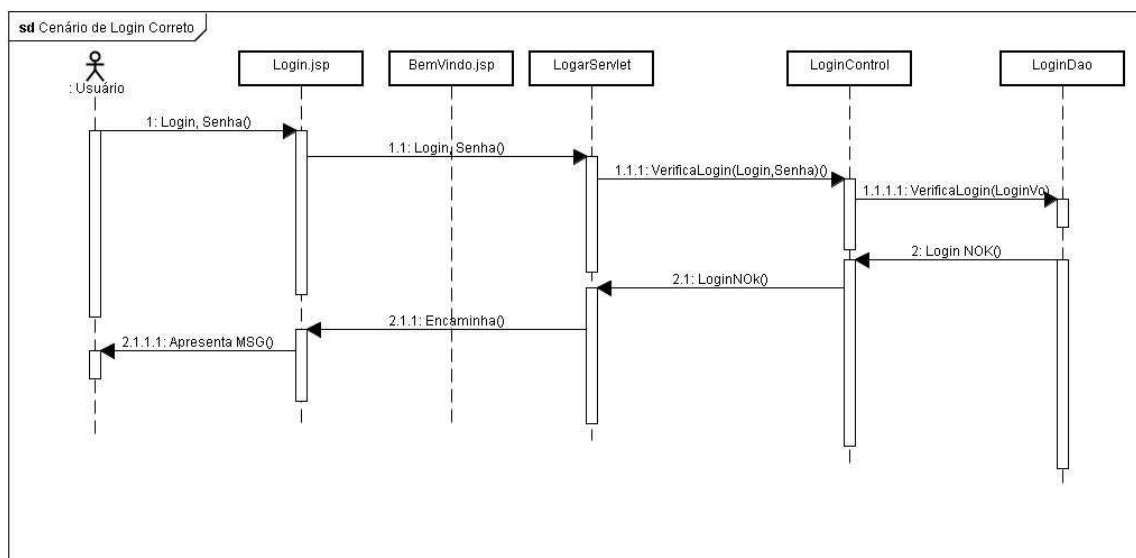 sd Cenário de Login Correto
: Usuário
Login.jsp
BemVindo.jsp
LogarServlet
LoginControl
LoginDao
1: Login, Senha()
1.1: Login, Senha()
1.1.1: VerificaLogin(Login,Senha)()
1.1.1.1: VerificaLogin(LoginVo)
2: Login NOK()
2.1: LoginNOk()
2.1.1: Encaminha()
2.1.1.1: Apresenta MSG()